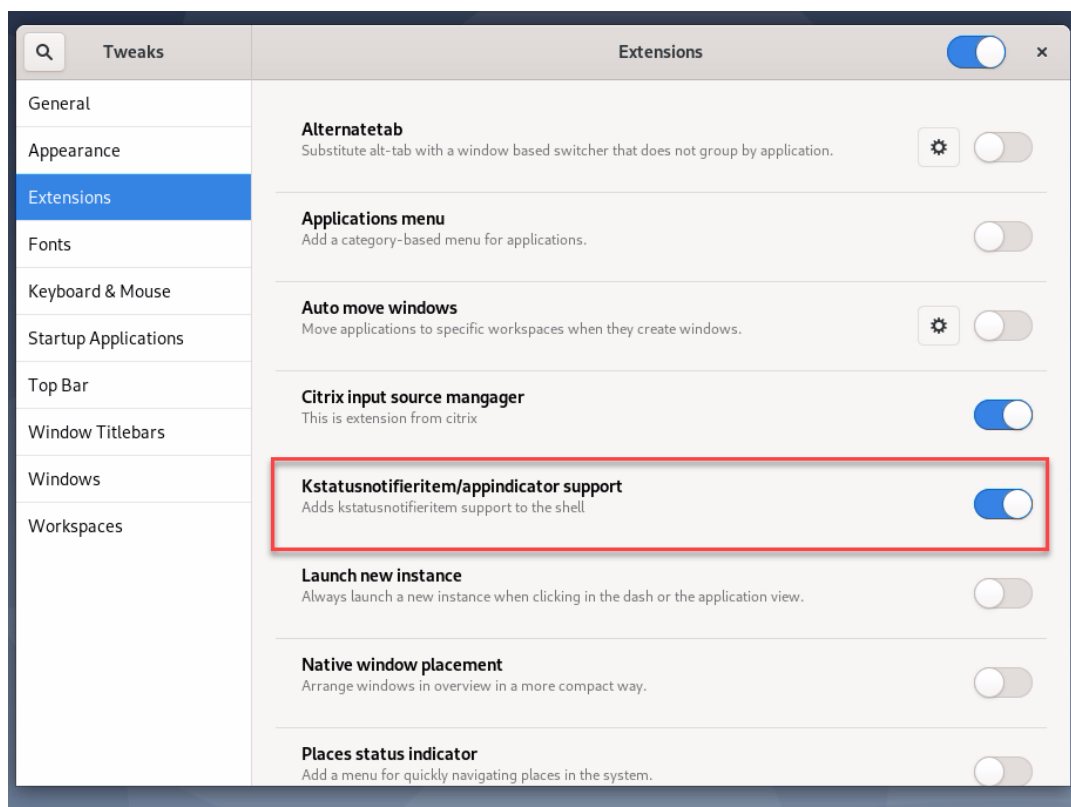 Tweaks
Extensions
General
Appearance
Extensions
Fonts
Keyboard & Mouse
Startup Applications
Top Bar
Window Titlebars
Windows
Workspaces
Alternatetab
Substitute alt-tab with a window based switcher that does not group by application.
Applications menu
Add a category-based menu for applications.
Auto move windows
Move applications to specific workspaces when they create windows.
Citrix input source mangager
This is extension from citrix
Kstatusnotifieritem/appindicator support
Adds kstatusnotifieritem support to the shell
Launch new instance
Always launch a new instance when clicking in the dash or the application view.
Native window placement
Arrange windows in overview in a more compact way.
Places status indicator
Add a menu for quickly navigating places in the system.